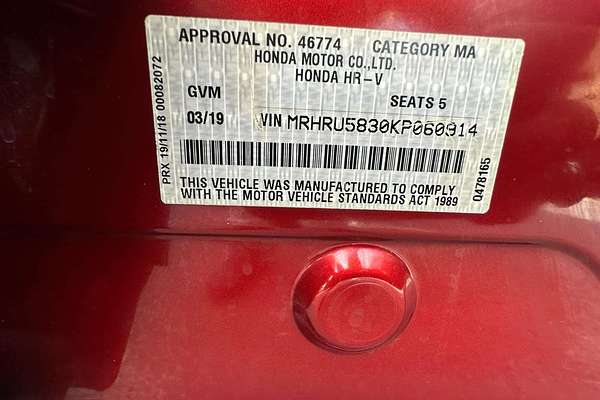 APPROVAL NO. 46774 CATEGORY MA
HONDA MOTOR CO.,LTD.
HONDA HR-V
GVM
SEATS 5
03/19 VIN MRHRU5830KP060914
THIS VEHICLE WAS MANUFACTURED TO COMPLY
WITH THE MOTOR VEHICLE STANDARDS ACT 1989
PRX 19/11/18 00082072
Q478165